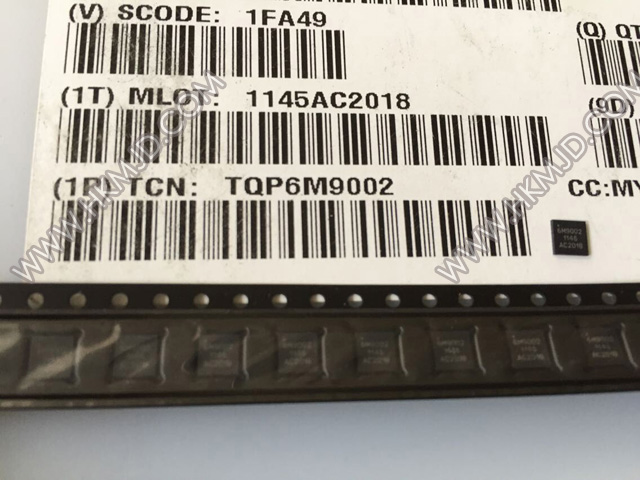 (V) SCODE: 1FA49
(Q) QT
(1T) MLOT: 1145AC2018
(9D)
(1P) TCN: TQP6M9002
CC:MY
6M9002
1145
AC2018
WWW.HKMJD.COM
WWW.HKMJD.COM